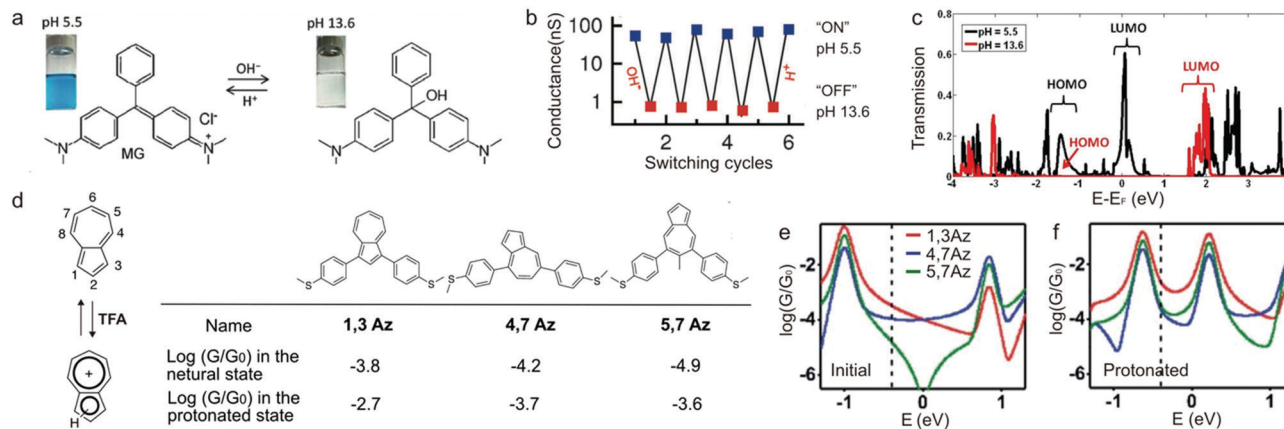 a
pH 5.5
pH 13.6
OH⁻
H⁺
OH
Cl⁻
N
N⁺
MG
N
N
b
Conductance(nS)
100
10
1
OH⁻
H⁺
2
4
6
Switching cycles
“ON”
pH 5.5
“OFF”
pH 13.6
c
Transmission
0.8
0.6
0.4
0.2
0
pH = 5.5
pH = 13.6
LUMO
HOMO
LUMO
HOMO
-4
-3
-2
-1
0
1
2
3
E-EF (eV)
d
6
7
5
8
4
1
3
2
TFA
+
H
S
S
S
S
S
S
Name
1,3 Az
4,7 Az
5,7 Az
Log (G/G0) in the
netural state
-3.8
-4.2
-4.9
Log (G/G0) in the
protonated state
-2.7
-3.7
-3.6
e
log(G/G₀)
-2
-4
-6
1,3Az
4,7Az
5,7Az
Initial
-1
0
1
E (eV)
f
log(G/G₀)
-2
-4
-6
Protonated
-1
0
1
E (eV)